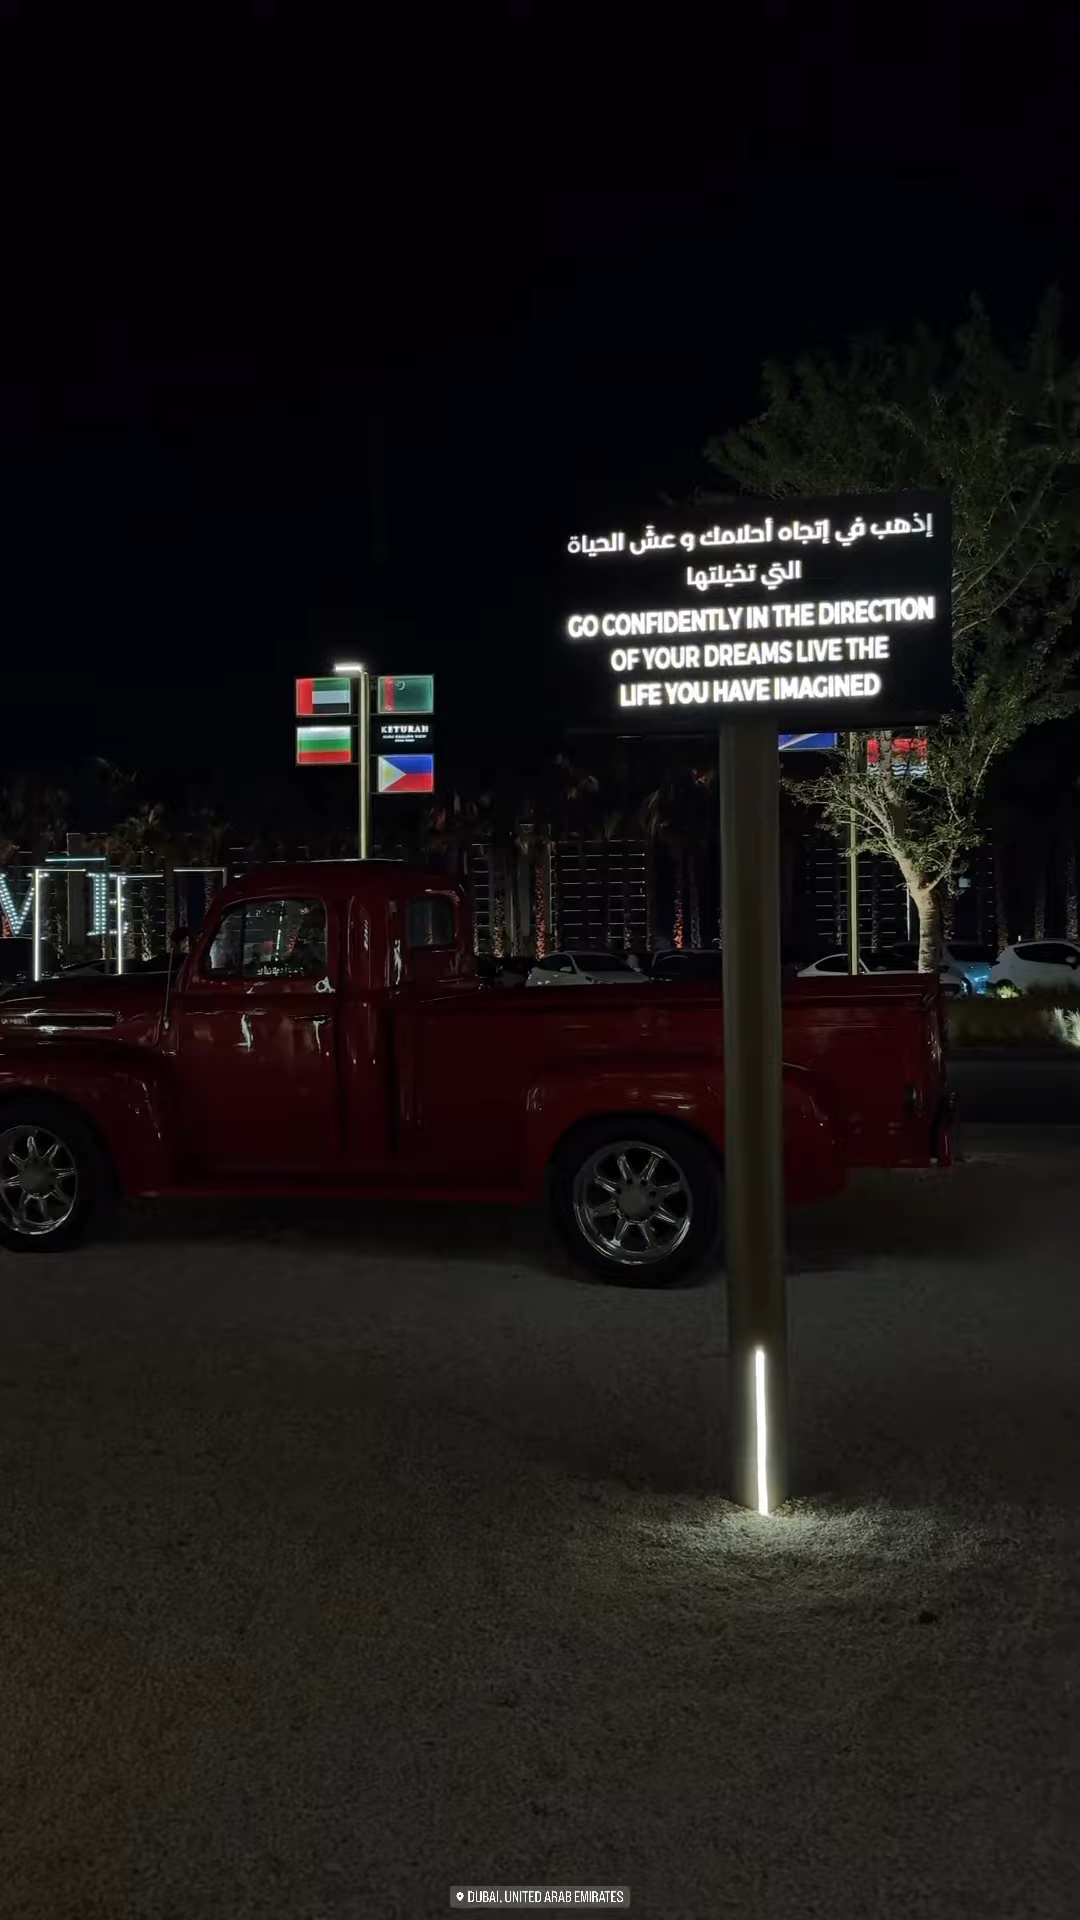 إذهب في إتجاه أحلامك و عش الحياة
التي تخيلتها
GO CONFIDENTLY IN THE DIRECTION
OF YOUR DREAMS LIVE THE
LIFE YOU HAVE IMAGINED
KETURAH
DUBAI, UNITED ARAB EMIRATES